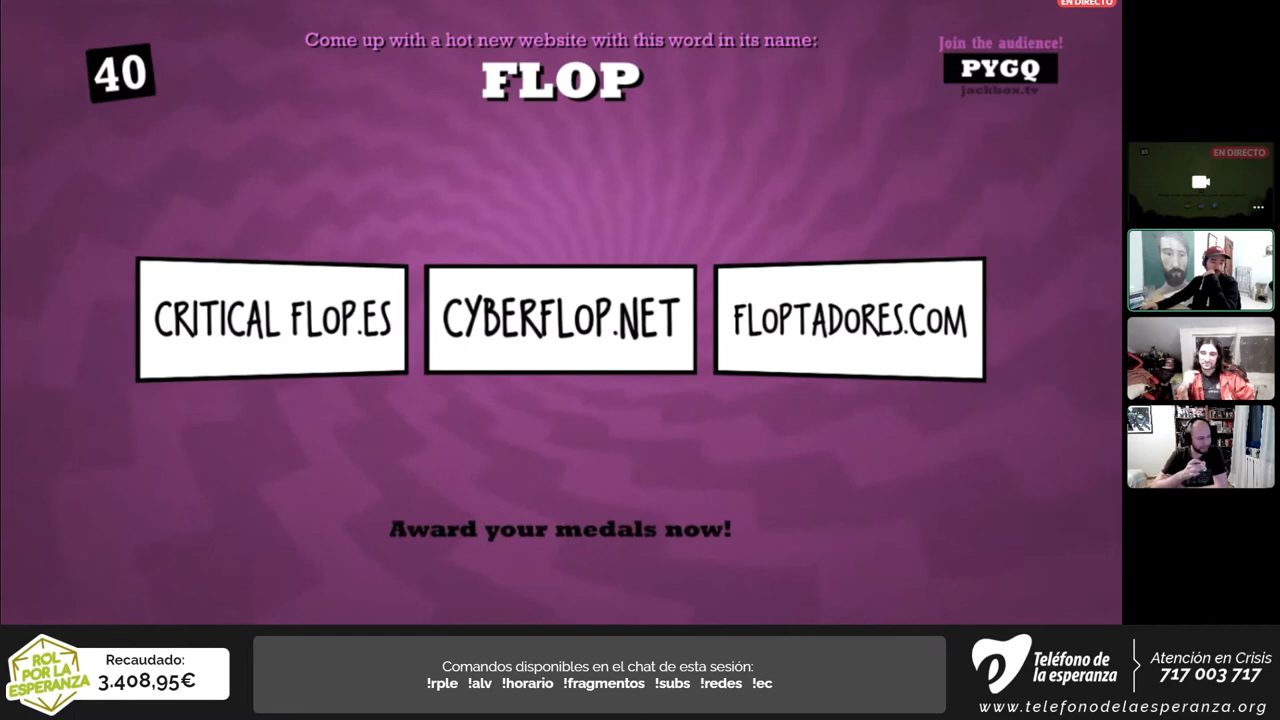 EN DIRECTO
Come up with a hot new website with this word in its name:
40
FLOP
Join the audience!
PYGQ
jackbox.tv
EN DIRECTO
CRITICAL FLOP.ES
CYBERFLOP.NET
FLOPTADORES.COM
Award your medals now!
ROL
POR LA
ESPERANZA
Recaudado:
3.408,95€
Comandos disponibles en el chat de esta sesión:
!rple !alv !horario !fragmentos !subs !redes !ec
Teléfono de
la esperanza
Atención en Crisis
717 003 717
www.telefonodelaesperanza.org